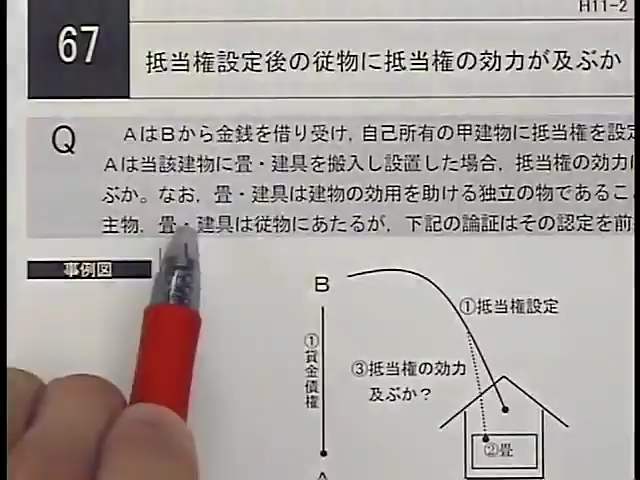 H11-2
67
抵当権設定後の従物に抵当権の効力が及ぶか
Q
AはBから金銭を借り受け，自己所有の甲建物に抵当権を設定
Aは当該建物に畳・建具を搬入し設置した場合，抵当権の効力
ぶか。なお，畳・建具は建物の効用を助ける独立の物であるこ
主物，畳・建具は従物にあたるが，下記の論証はその認定を前
事例図
B
①抵当権設定
①貸金債権
③抵当権の効力
及ぶか？
②畳
A